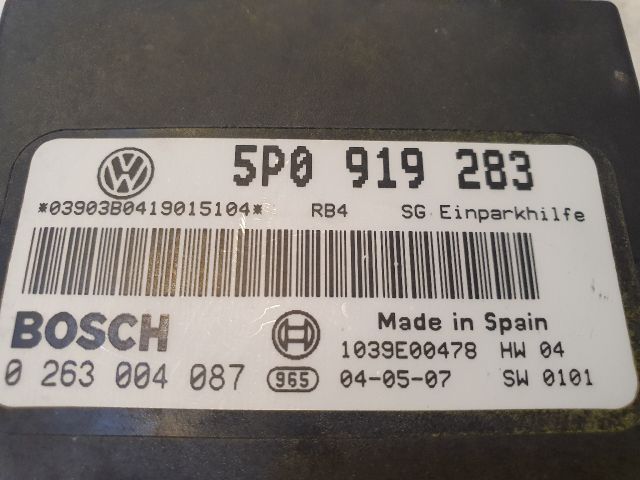 5P0 919 283
*03903B0419015104* RB4 SG Einparkhilfe
BOSCH Made in Spain
1039E00478 HW 04
0 263 004 087 965 04-05-07 SW 0101